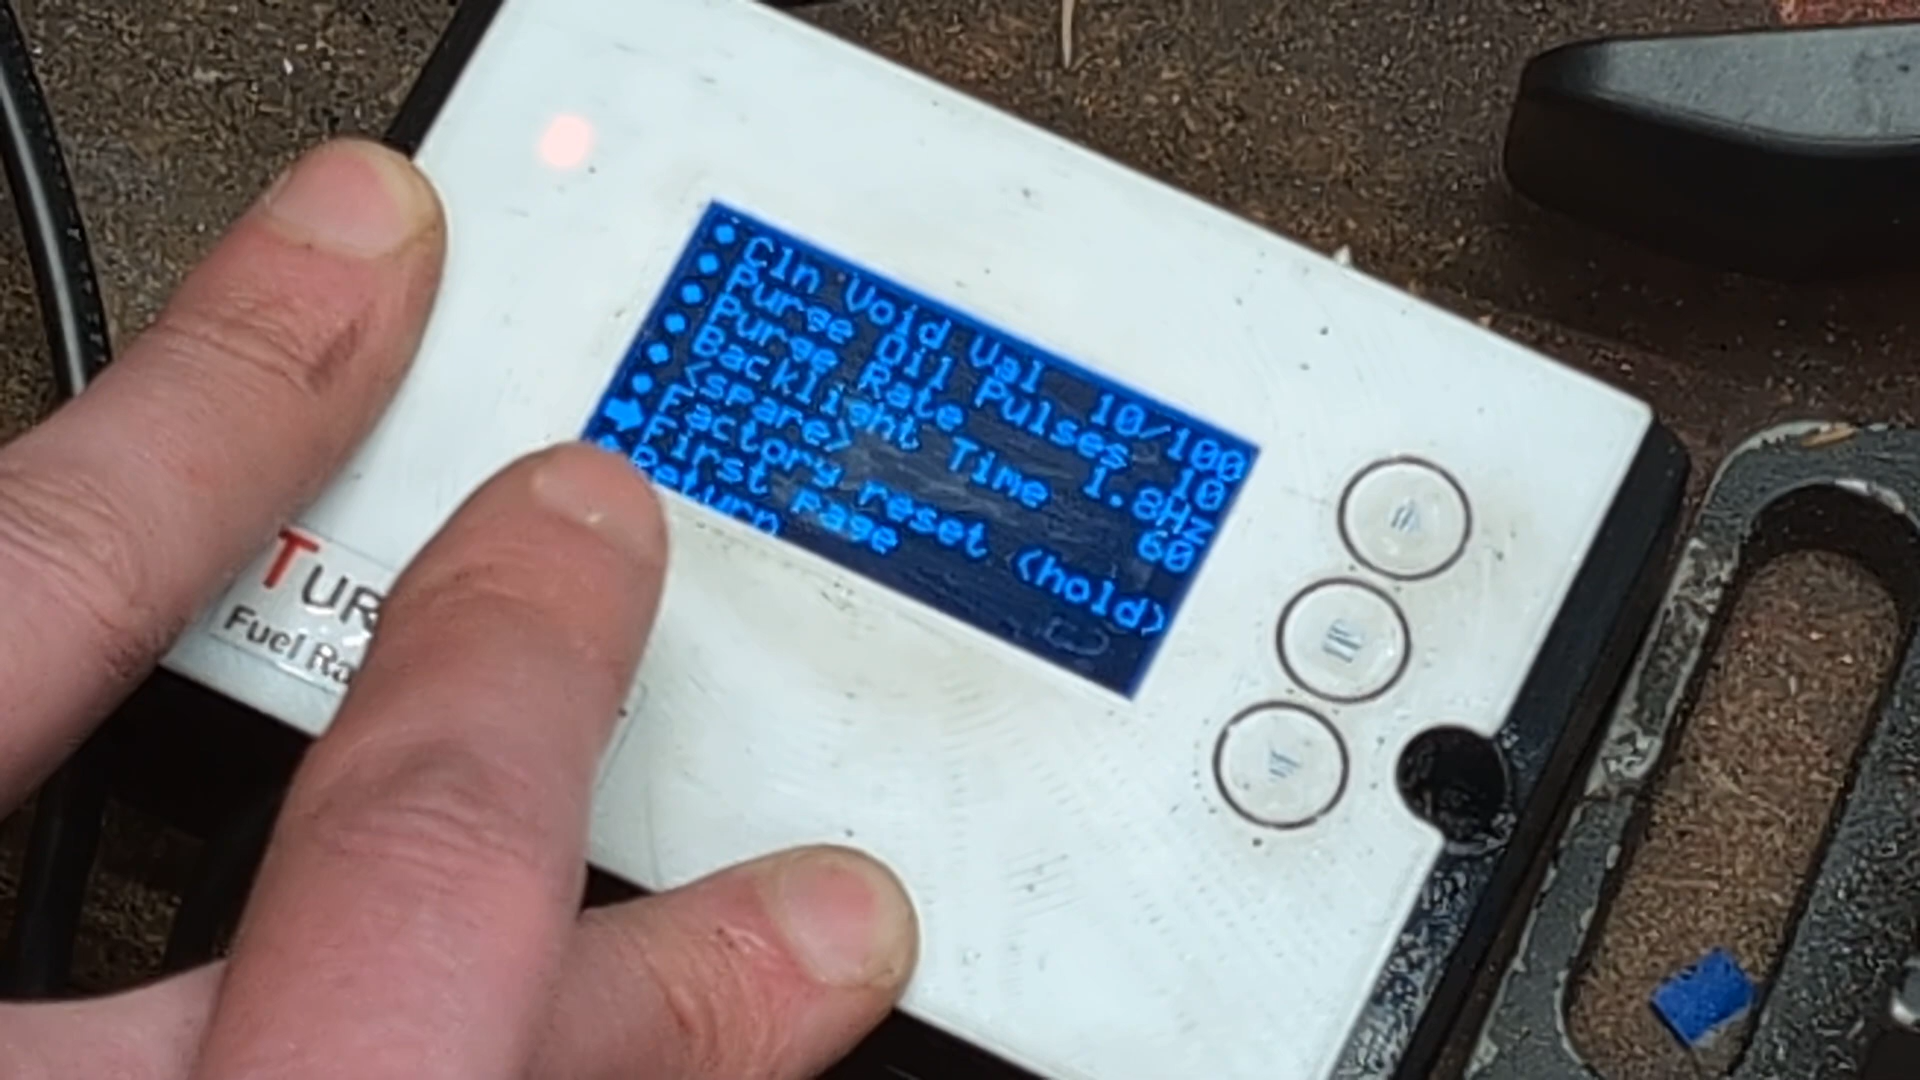 Cln Void Vgl 10/100
Purge Oil Pulses 10
Purge Rate 1.8Hz
Backlight Time 60
<spare>
Factory reset (hold)
First Page
Return
TUR
Fuel Ra